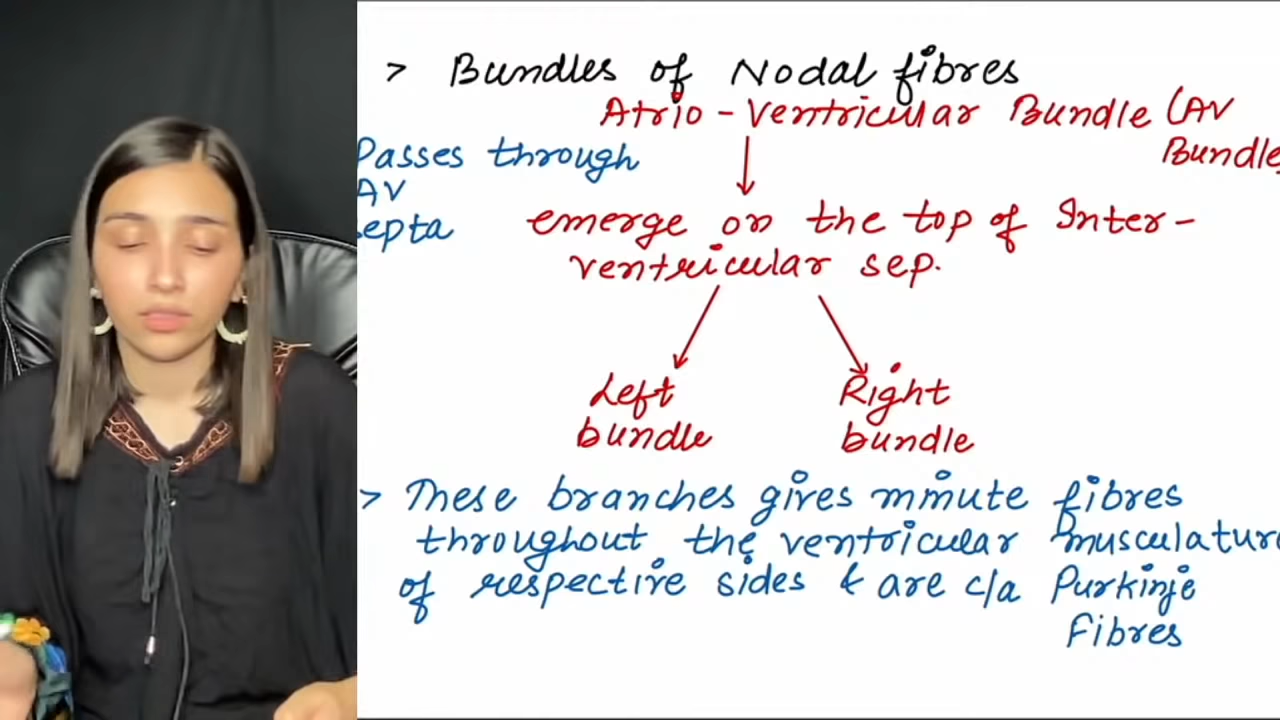 > Bundles of Nodal fibres
Atrio-Ventricular Bundle (AV
Bundle
Passes through
AV
septa
emerge on the top of Inter-
ventricular sep.
Left
bundle
Right
bundle
> These branches gives minute fibres
throughout the ventricular musculature
of respective sides & are c/a Purkinje
Fibres